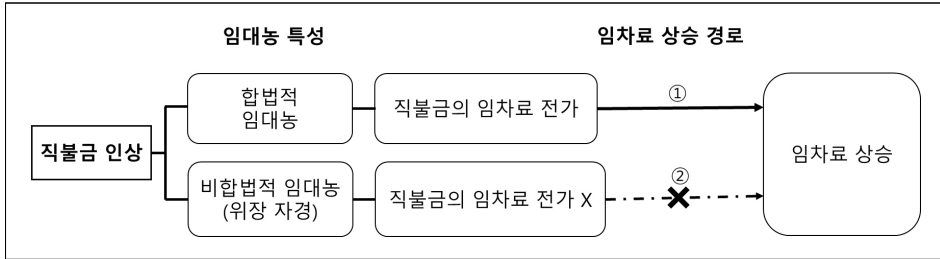 임대농 특성
임차료 상승 경로
직불금 인상
합법적
임대농
직불금의 임차료 전가
①
임차료 상승
비합법적 임대농
(위장 자경)
직불금의 임차료 전가 X
②